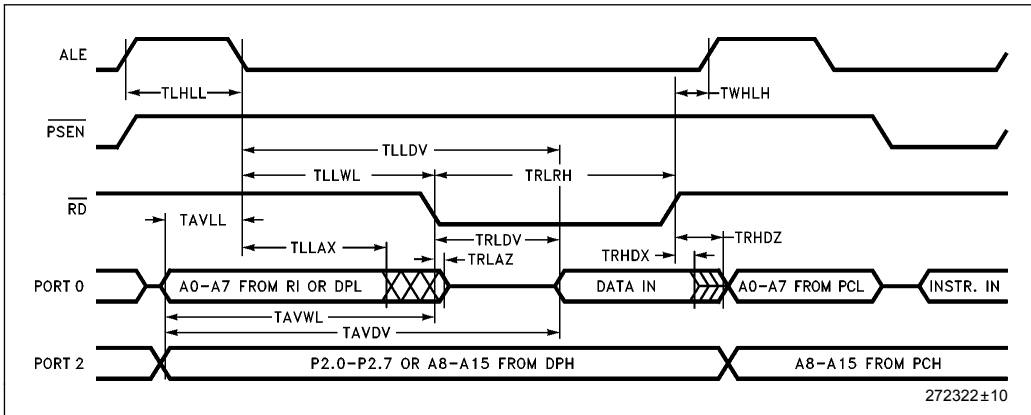 ALE
TLHLL
TWHLH
PSEN
TLLDV
TLLWL
TRLRH
RD
TAVLL
TRLDV
TRHDZ
TLLAX
TRLAZ
TRHDX
PORT 0
A0-A7 FROM RI OR DPL
DATA IN
A0-A7 FROM PCL
INSTR. IN
TAVWL
TAVDV
PORT 2
P2.0-P2.7 OR A8-A15 FROM DPH
A8-A15 FROM PCH
272322±10